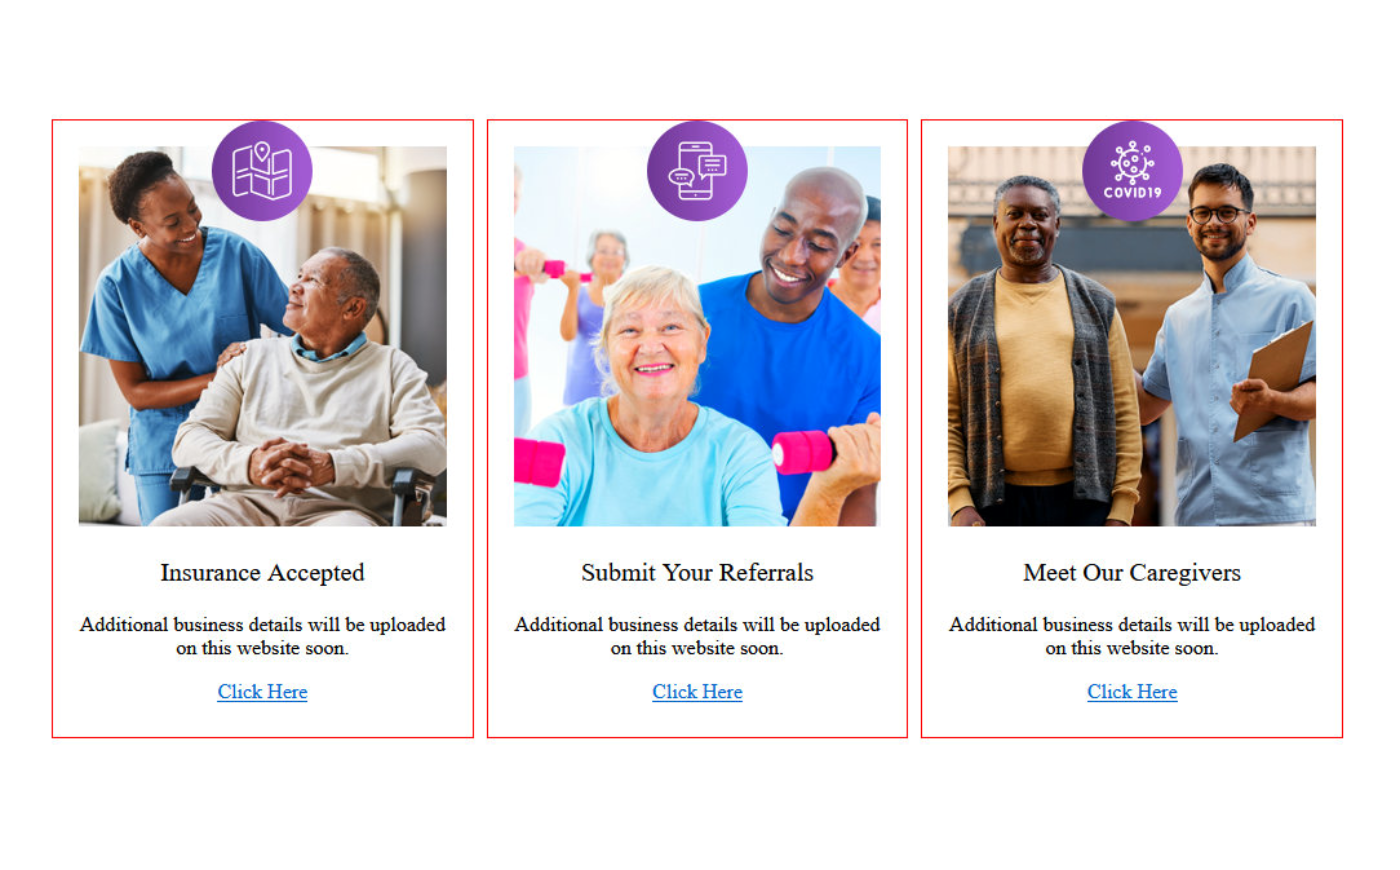 COVID19
Insurance Accepted
Additional business details will be uploaded
on this website soon.
Click Here
Submit Your Referrals
Additional business details will be uploaded
on this website soon.
Click Here
Meet Our Caregivers
Additional business details will be uploaded
on this website soon.
Click Here